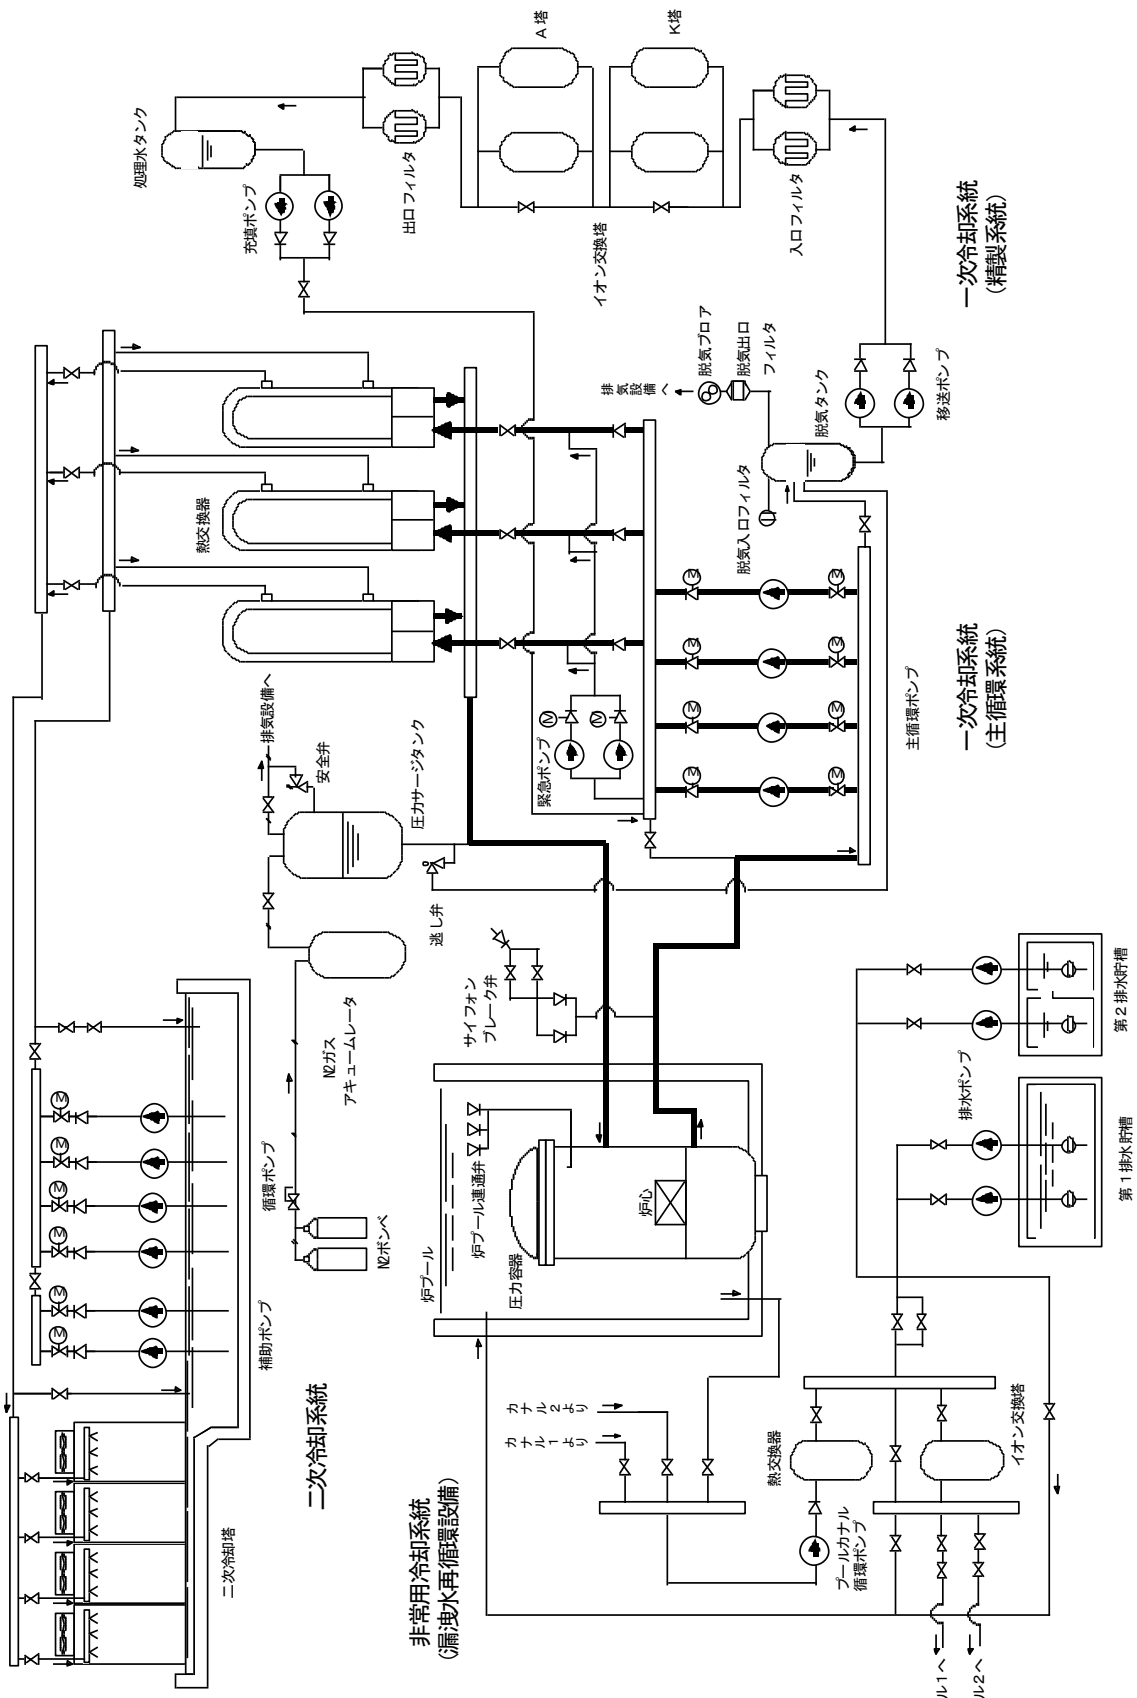 二次冷却系統
二次冷却塔
補助ポンプ
循環ポンプ
N2ボンベ
N2ガス
アキュームレータ
排気設備へ
安全弁
圧力サージタンク
逃し弁
熱交換器
処理水タンク
充填ポンプ
出口フィルタ
A塔
K塔
イオン交換塔
入口フィルタ
一次冷却系統
(精製系統)
移送ポンプ
脱気タンク
脱気ブロア
脱気出口
フィルタ
排気設備へ
脱気入口フィルタ
緊急ポンプ
M
M
M
M
M
M
M
M
M
M
主循環ポンプ
一次冷却系統
(主循環系統)
サイフォン
ブレーク弁
炉プール
炉プール連通弁
圧力容器
炉心
M
M
M
M
M
M
非常用冷却系統
(漏洩水再循環設備)
カナル2より
カナル1より
熱交換器
プールカナル
循環ポンプ
イオン交換塔
ル1へ
ル2へ
排水ポンプ
第1排水貯槽
第2排水貯槽